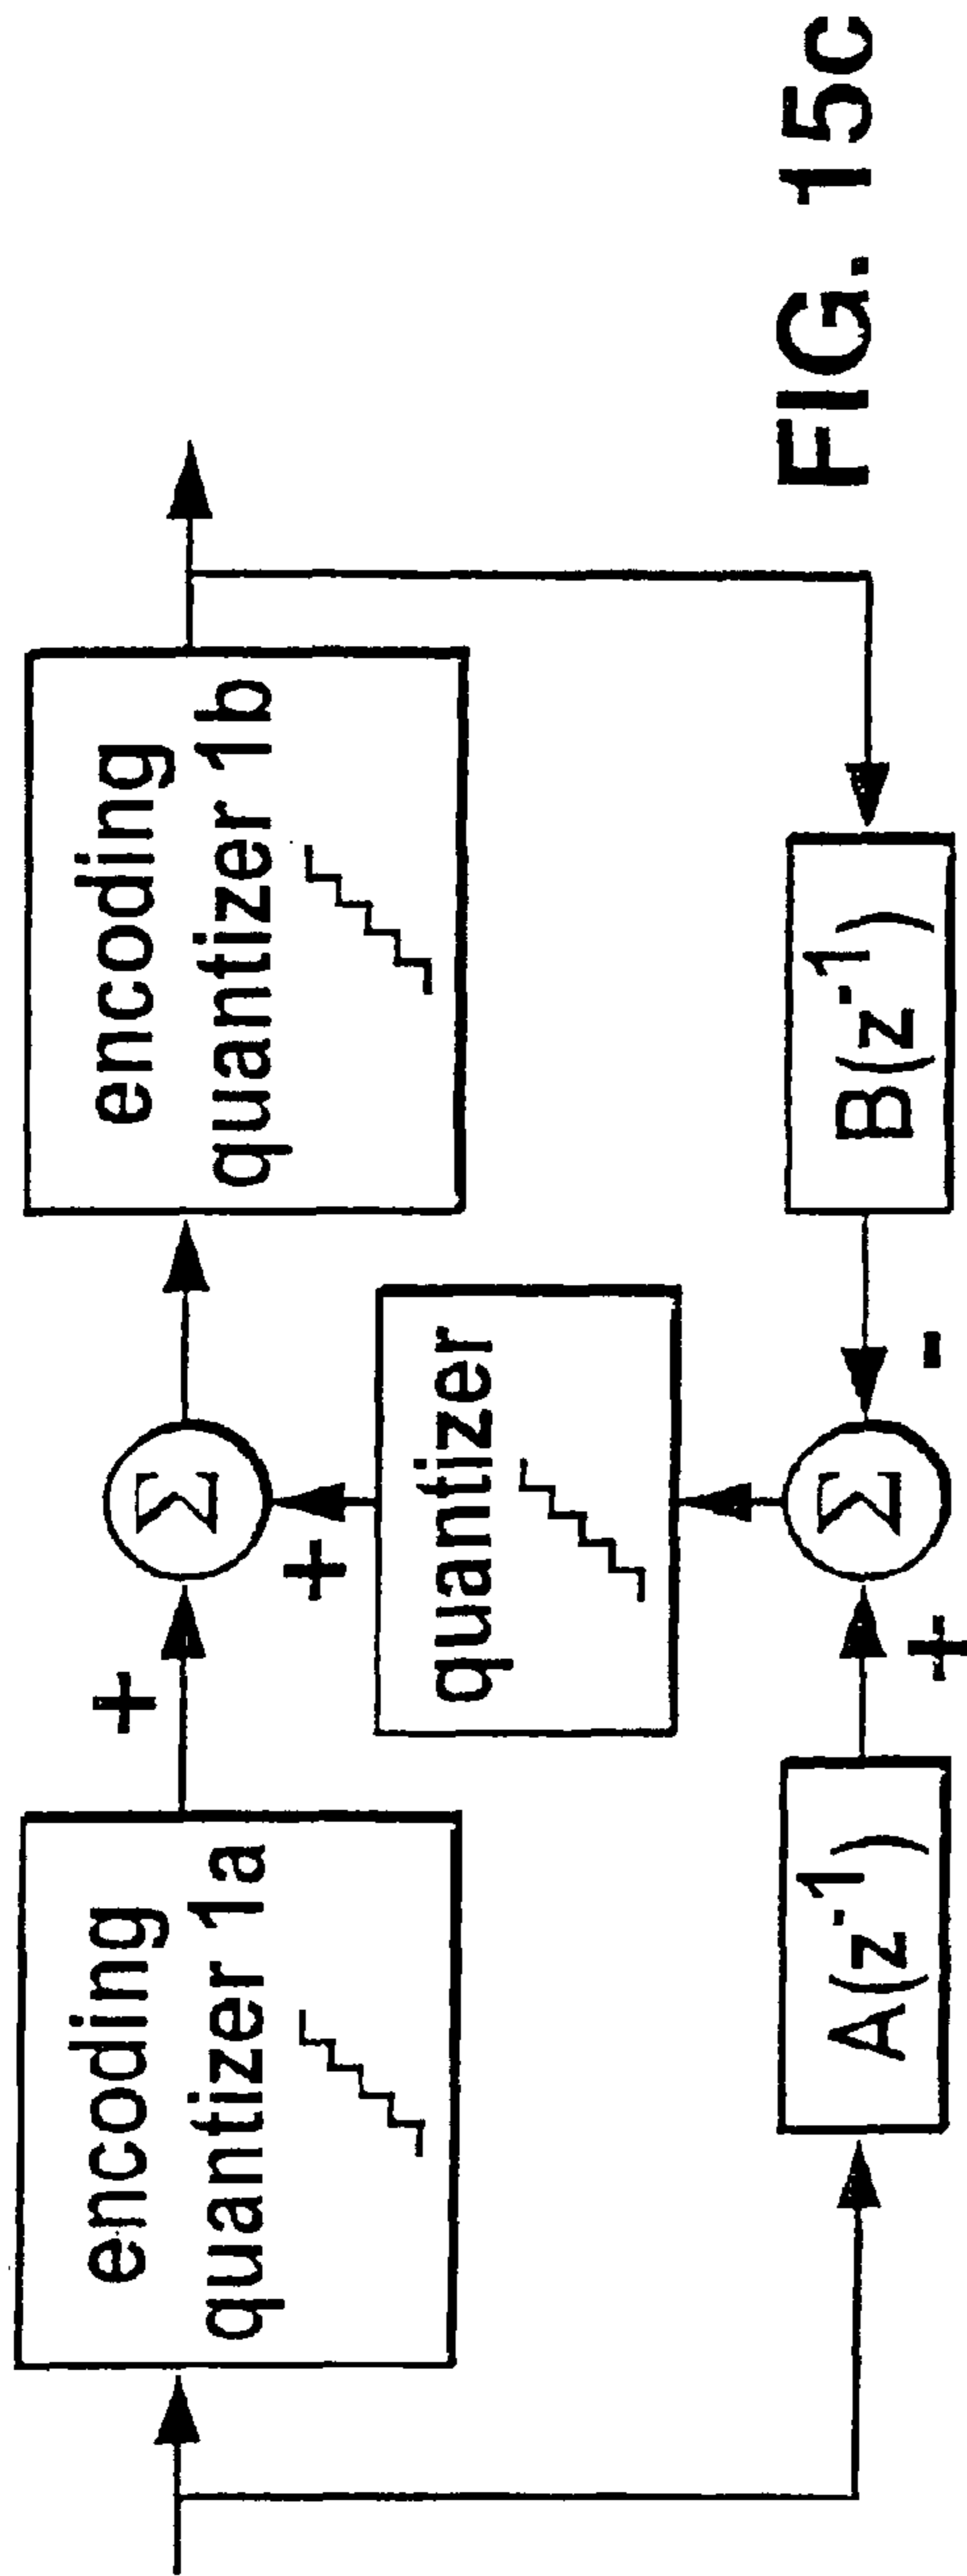 encoding
quantizer 1a
+
Σ
encoding
quantizer 1b
+
quantizer
A(z⁻¹)
+
Σ
-
B(z⁻¹)
FIG. 15c